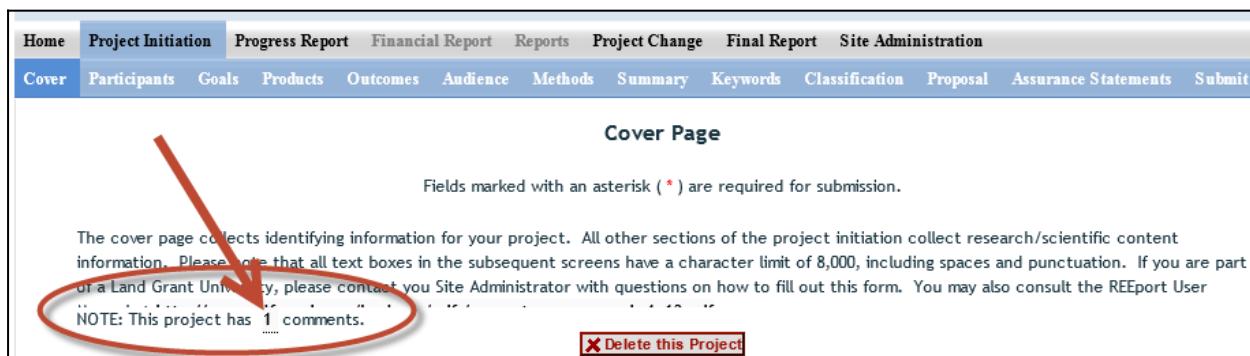 Home Project Initiation Progress Report Financial Report Reports Project Change Final Report Site Administration
Cover Participants Goals Products Outcomes Audience Methods Summary Keywords Classification Proposal Assurance Statements Submit
Cover Page
Fields marked with an asterisk ( * ) are required for submission.
The cover page collects identifying information for your project. All other sections of the project initiation collect research/scientific content
information. Please note that all text boxes in the subsequent screens have a character limit of 8,000, including spaces and punctuation. If you are part
of a Land Grant University, please contact you Site Administrator with questions on how to fill out this form. You may also consult the REEport User
NOTE: This project has 1 comments.
Delete this Project